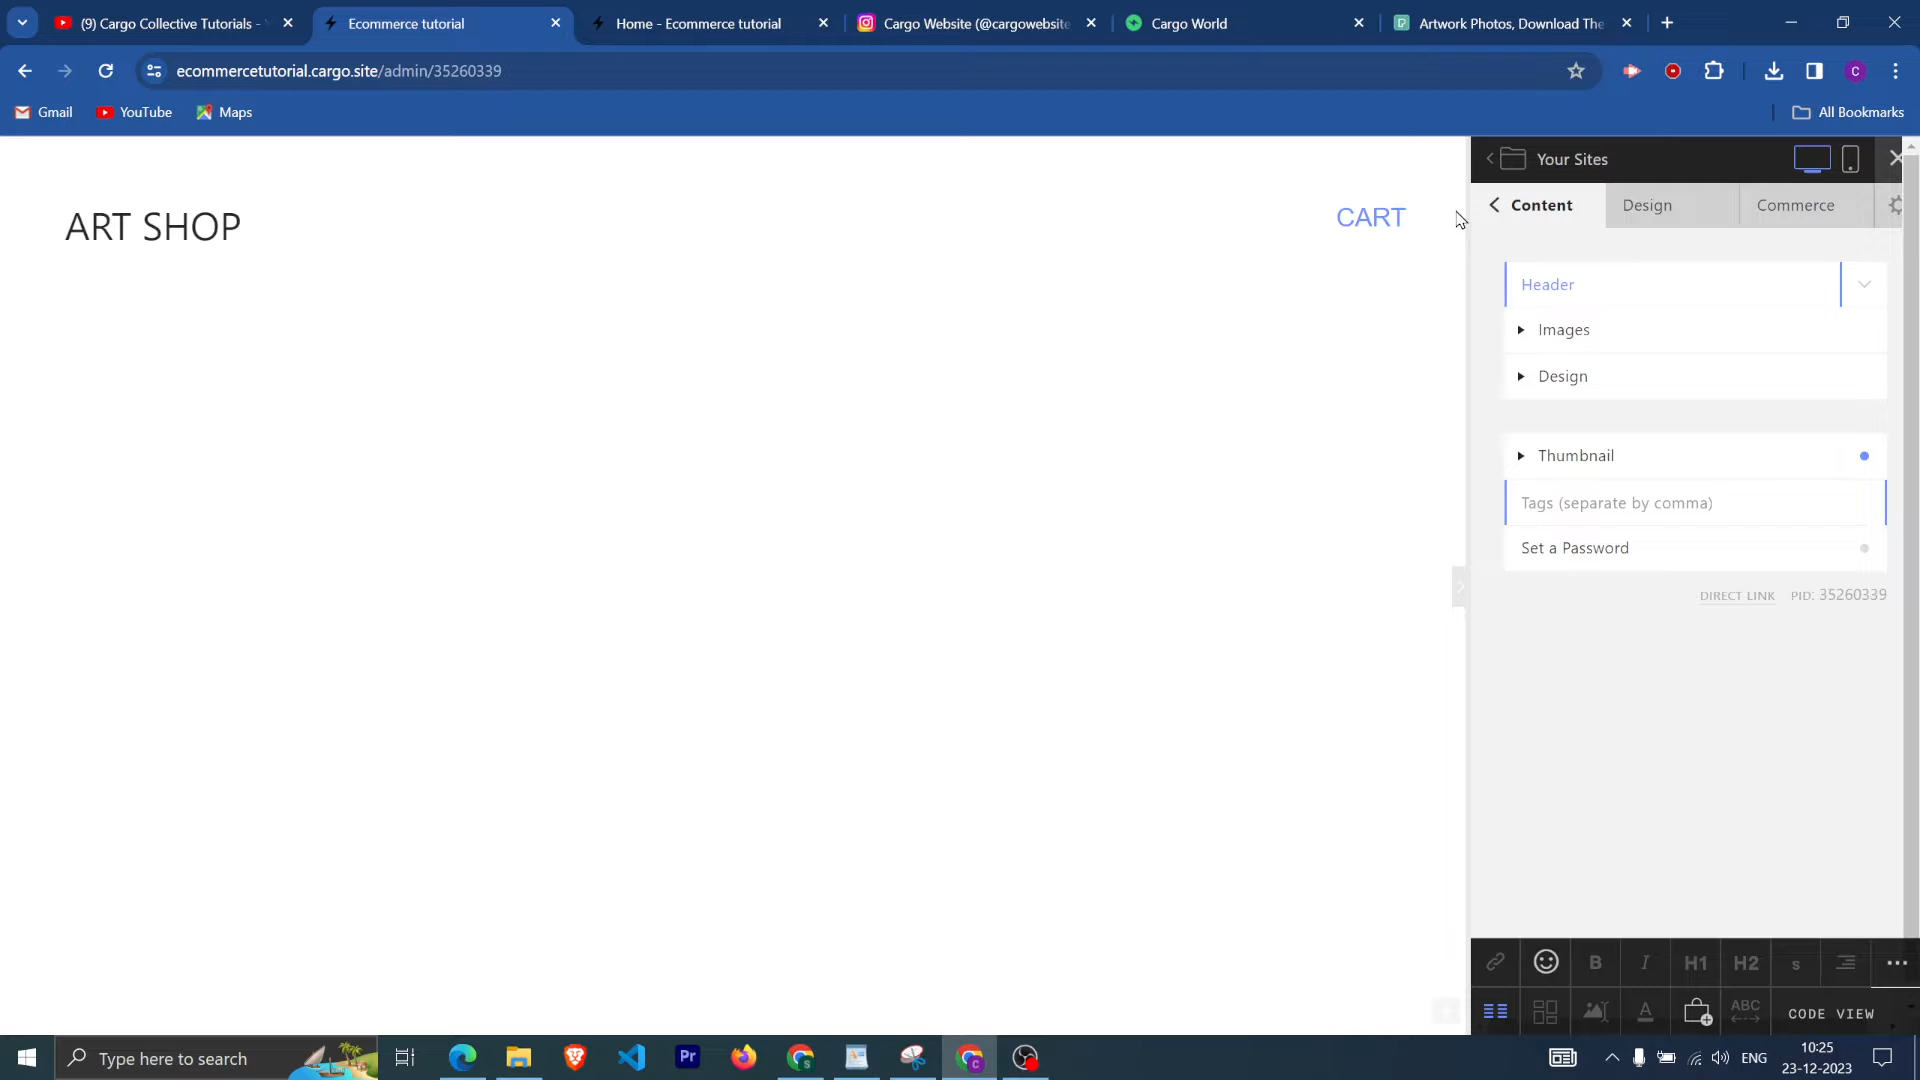 (9) Cargo Collective Tutorials -
Ecommerce tutorial
Home - Ecommerce tutorial
Cargo Website (@cargowebsite
Cargo World
Artwork Photos, Download The
ecommercetutorial.cargo.site/admin/35260339
C
Gmail
YouTube
Maps
All Bookmarks
Your Sites
Content
Design
Commerce
ART SHOP
CART
Header
Images
Design
Thumbnail
Tags (separate by comma)
Set a Password
DIRECT LINK
PID: 35260339
B
I
H1
H2
s
A
ABC
CODE VIEW
Type here to search
Pr
S
C
ENG
10:25
23-12-2023